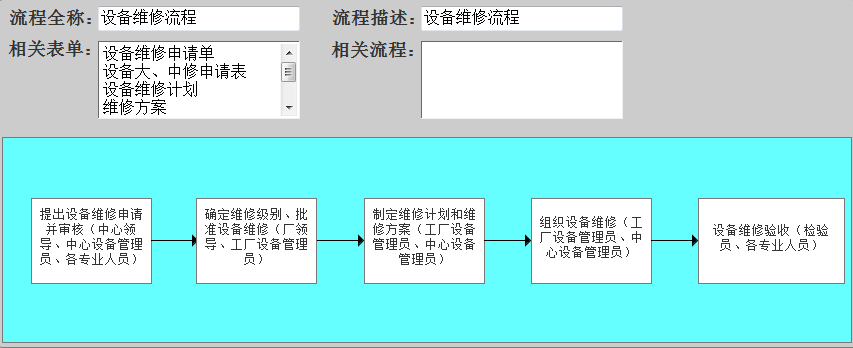 流程全称：设备维修流程
流程描述：设备维修流程
相关表单：
设备维修申请单
设备大、中修申请表
设备维修计划
维修方案
相关流程：
提出设备维修申请
并审核（中心领
导、中心设备管理
员、各专业人员）
确定维修级别、批
准设备维修（厂领
导、工厂设备管理
员）
制定维修计划和维
修方案（工厂设备
管理员、中心设备
管理员）
组织设备维修（工
厂设备管理员、中
心设备管理员）
设备维修验收（检验
员、各专业人员）